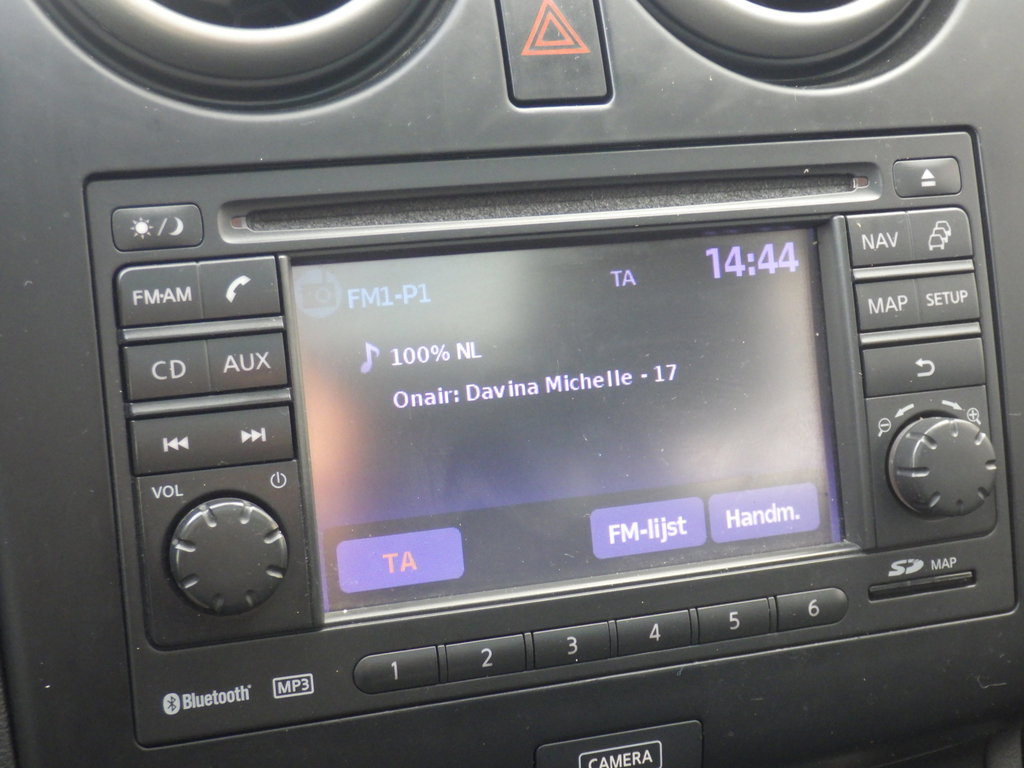 FM·AM
CD
AUX
VOL
FM1-P1
TA
14:44
100% NL
Onair: Davina Michelle - 17
TA
FM-lijst
Handm.
NAV
MAP
SETUP
SD MAP
1 2 3 4 5 6
Bluetooth®
MP3
CAMERA